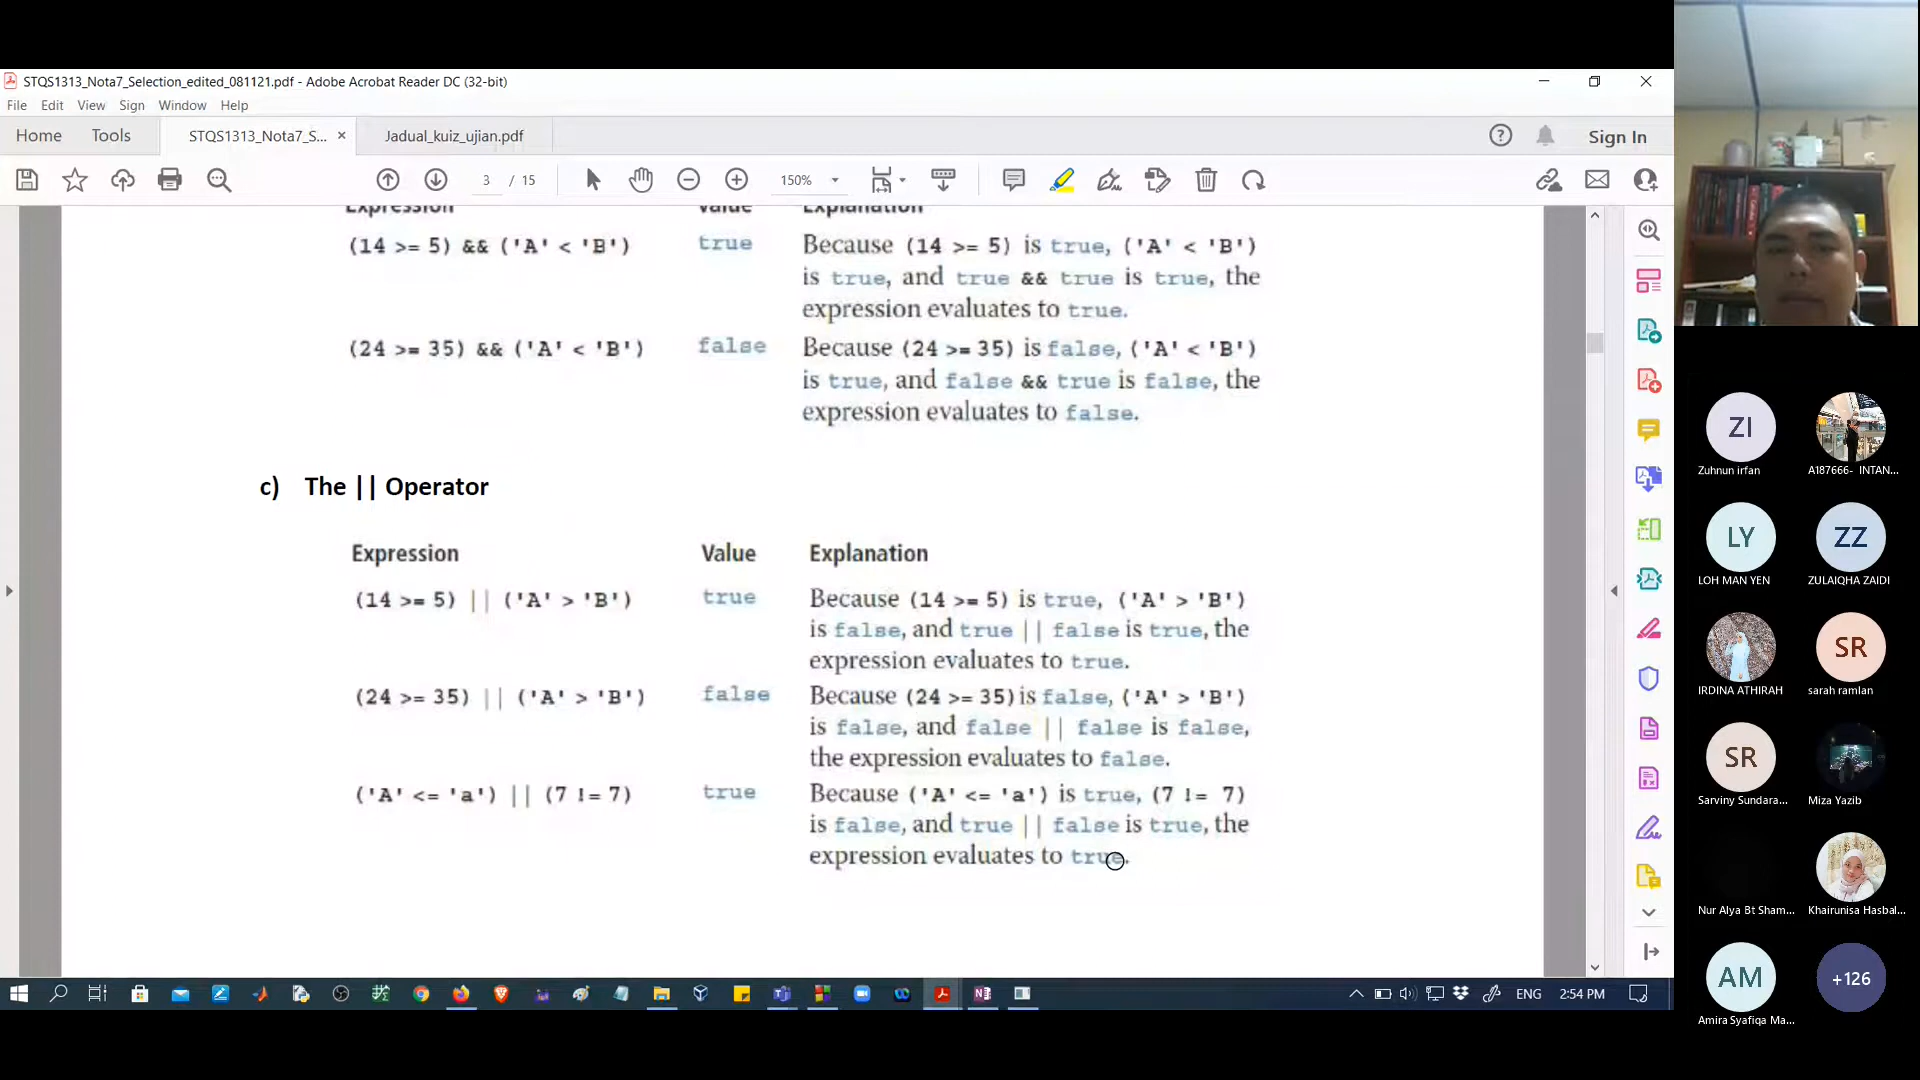 STQS1313_Nota7_Selection_edited_081121.pdf - Adobe Acrobat Reader DC (32-bit)
File Edit View Sign Window Help
Home Tools STQS1313_Nota7_S... × Jadual_kuiz_ujian.pdf Sign In
3 / 15 150%
Expression Value Explanation
(14 >= 5) && ('A' < 'B') true Because (14 >= 5) is true, ('A' < 'B')
is true, and true && true is true, the
expression evaluates to true.
(24 >= 35) && ('A' < 'B') false Because (24 >= 35) is false, ('A' < 'B')
is true, and false && true is false, the
expression evaluates to false.
c) The || Operator
Expression Value Explanation
(14 >= 5) || ('A' > 'B') true Because (14 >= 5) is true, ('A' > 'B')
is false, and true || false is true, the
expression evaluates to true.
(24 >= 35) || ('A' > 'B') false Because (24 >= 35) is false, ('A' > 'B')
is false, and false || false is false,
the expression evaluates to false.
('A' <= 'a') || (7 != 7) true Because ('A' <= 'a') is true, (7 != 7)
is false, and true || false is true, the
expression evaluates to true.
ENG 2:54 PM
ZI
Zuhnun irfan A187666- INTAN...
LY ZZ
LOH MAN YEN ZULAIQHA ZAIDI
SR
IRDINA ATHIRAH sarah ramlan
SR
Sarviny Sundara... Miza Yazib
Nur Alya Bt Sham... Khairunisa Hasbal...
AM +126
Amira Syafiqa Ma...